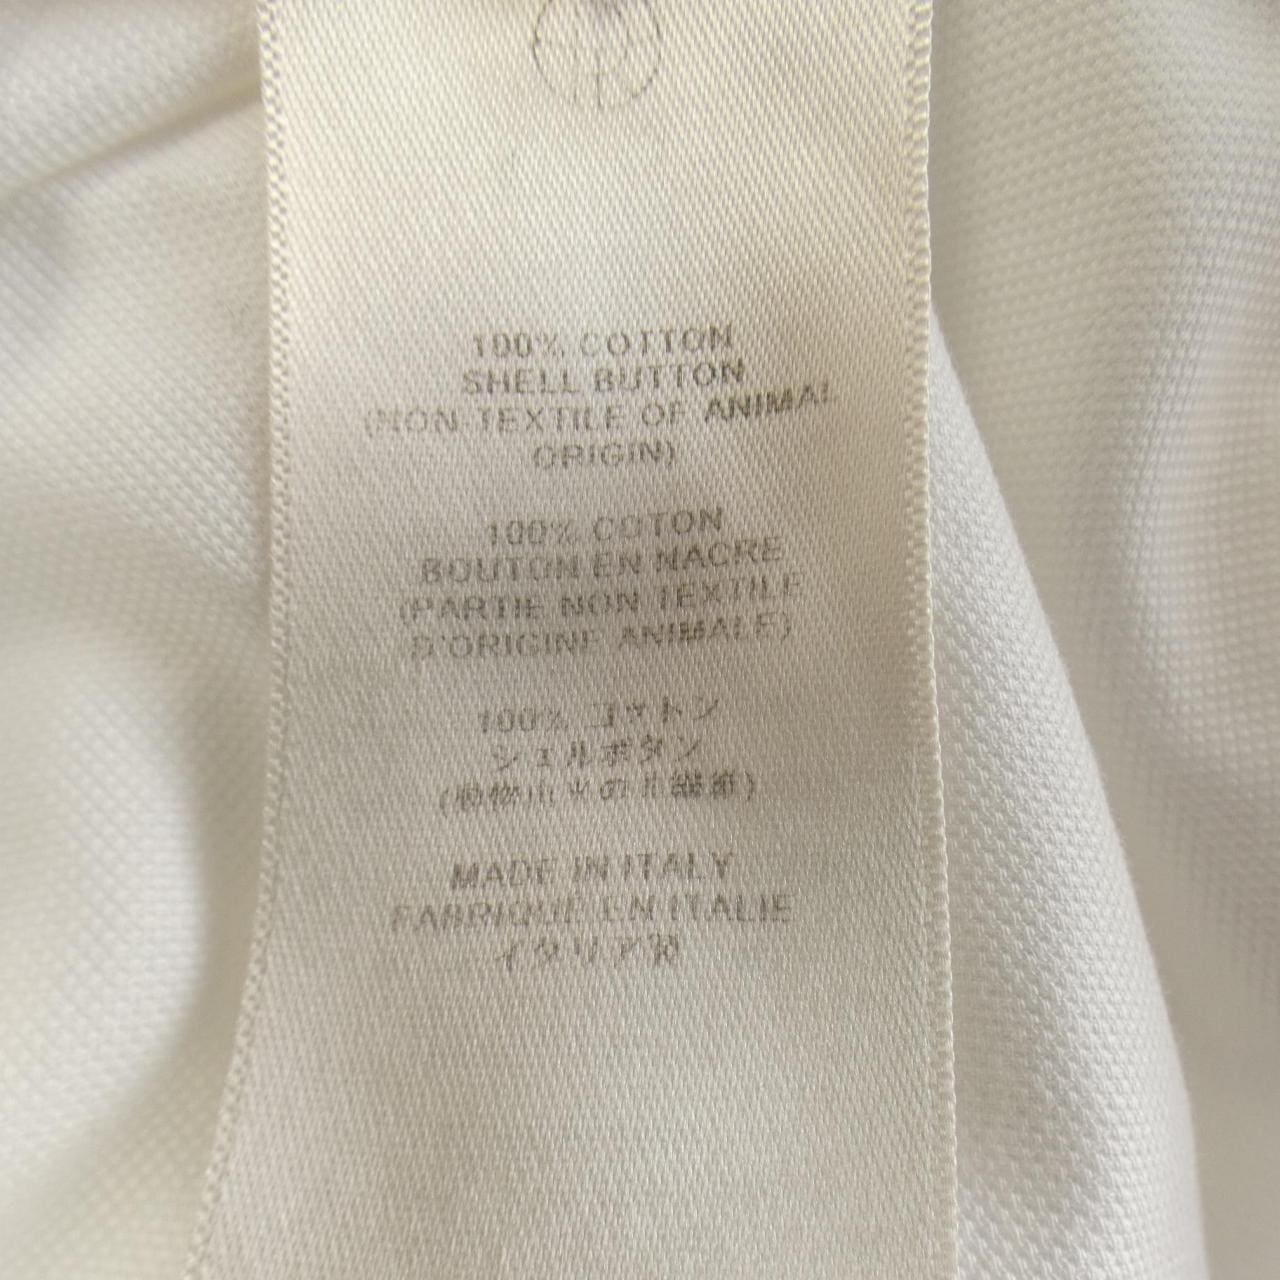 100% COTTON
SHELL BUTTON
(NON-TEXTILE OF ANIMAL
ORIGIN)
100% COTON
BOUTON EN NACRE
(PARTIE NON TEXTILE
D'ORIGINE ANIMALE)
100% コットン
シェルボタン
MADE IN ITALY
FABRIQUÉ EN ITALIE
イタリア製